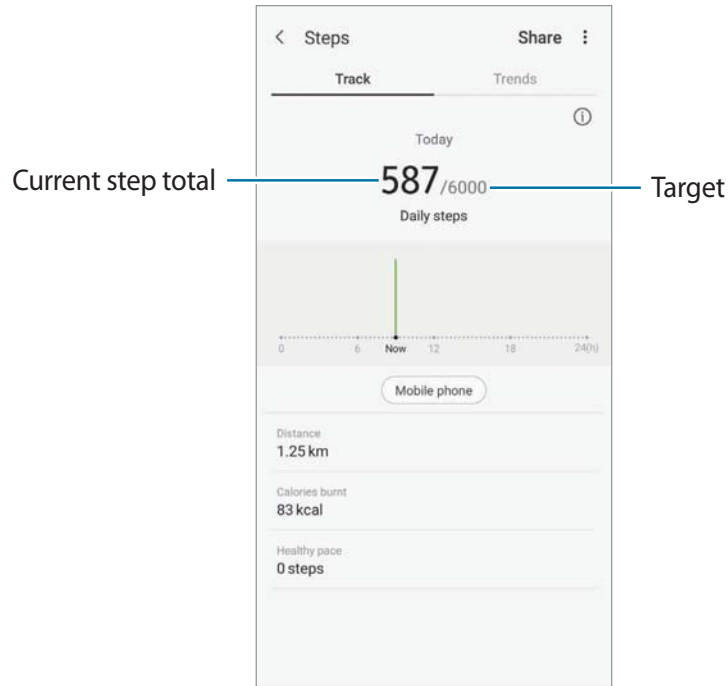 Steps Share
Track Trends
Today
Current step total 587/6000 Target
Daily steps
0 6 Now 12 18 24(h)
Mobile phone
Distance
1.25 km
Calories burnt
83 kcal
Healthy pace
0 steps